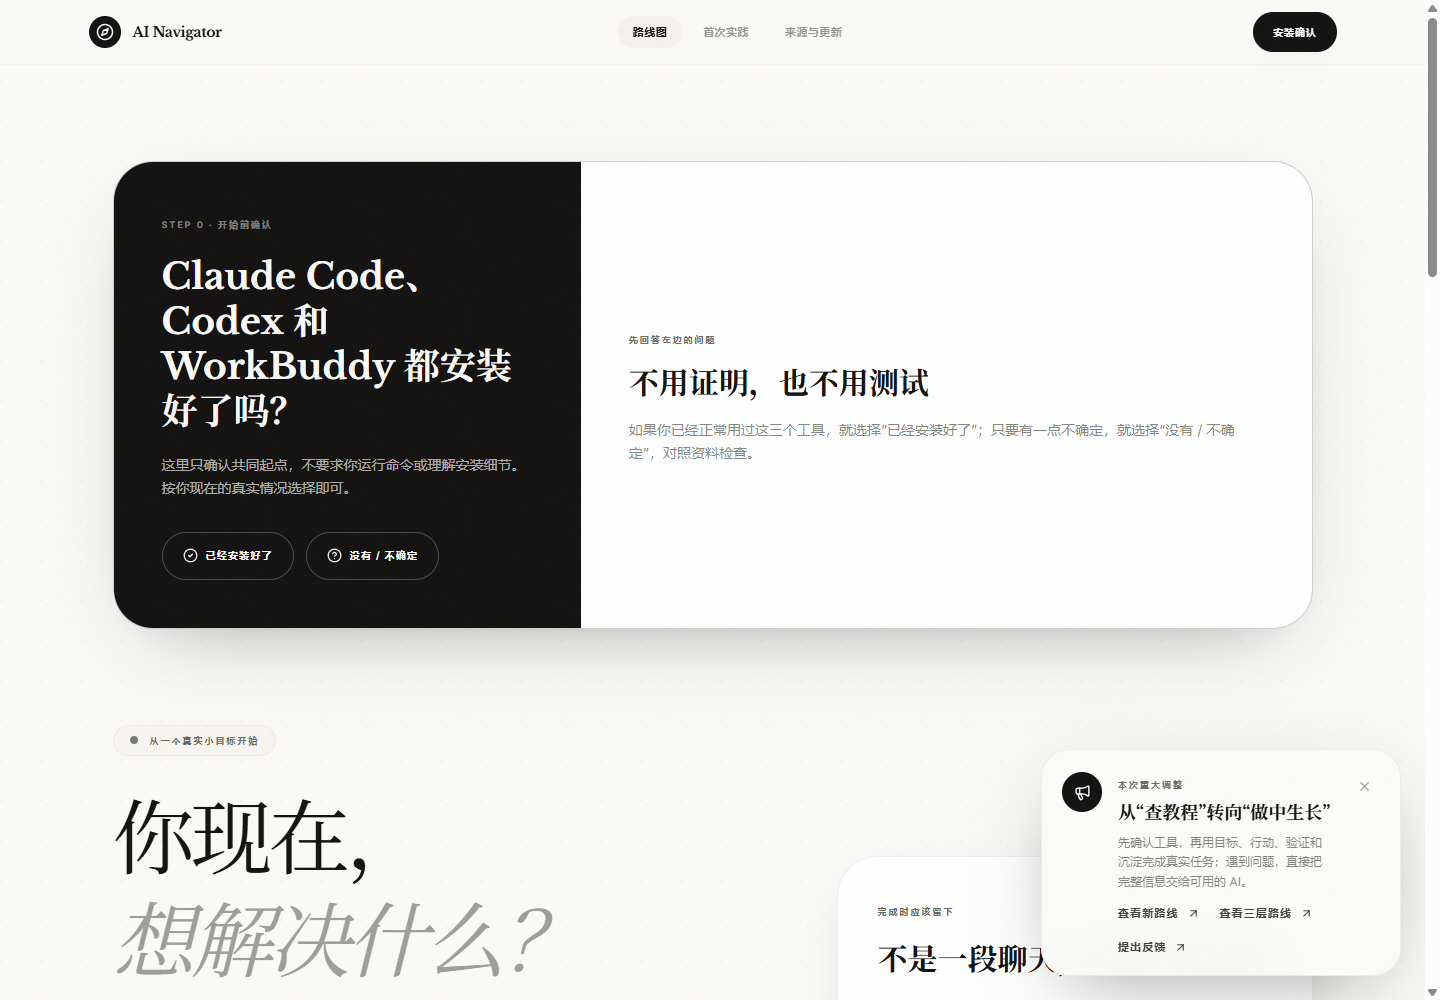 AI Navigator
路线图
首次实践
来源与更新
安装确认
STEP 0 · 开始前确认
Claude Code、
Codex 和
WorkBuddy 都安装
好了吗？
这里只确认共同起点，不要求你运行命令或理解安装细节。
按你现在的真实情况选择即可。
已经安装好了
没有 / 不确定
先回答左边的问题
不用证明，也不用测试
如果你已经正常用过这三个工具，就选择“已经安装好了”；只要有一点不确定，就选择“没有 / 不确
定”，对照资料检查。
从一个真实小目标开始
你现在，
想解决什么？
完成时应该留下
不是一段聊天，
本次重大调整
从“查教程”转向“做中生长”
先确认工具，再用目标、行动、验证和
沉淀完成真实任务；遇到问题，直接把
完整信息交给可用的 AI。
查看新路线
查看三层路线
提出反馈